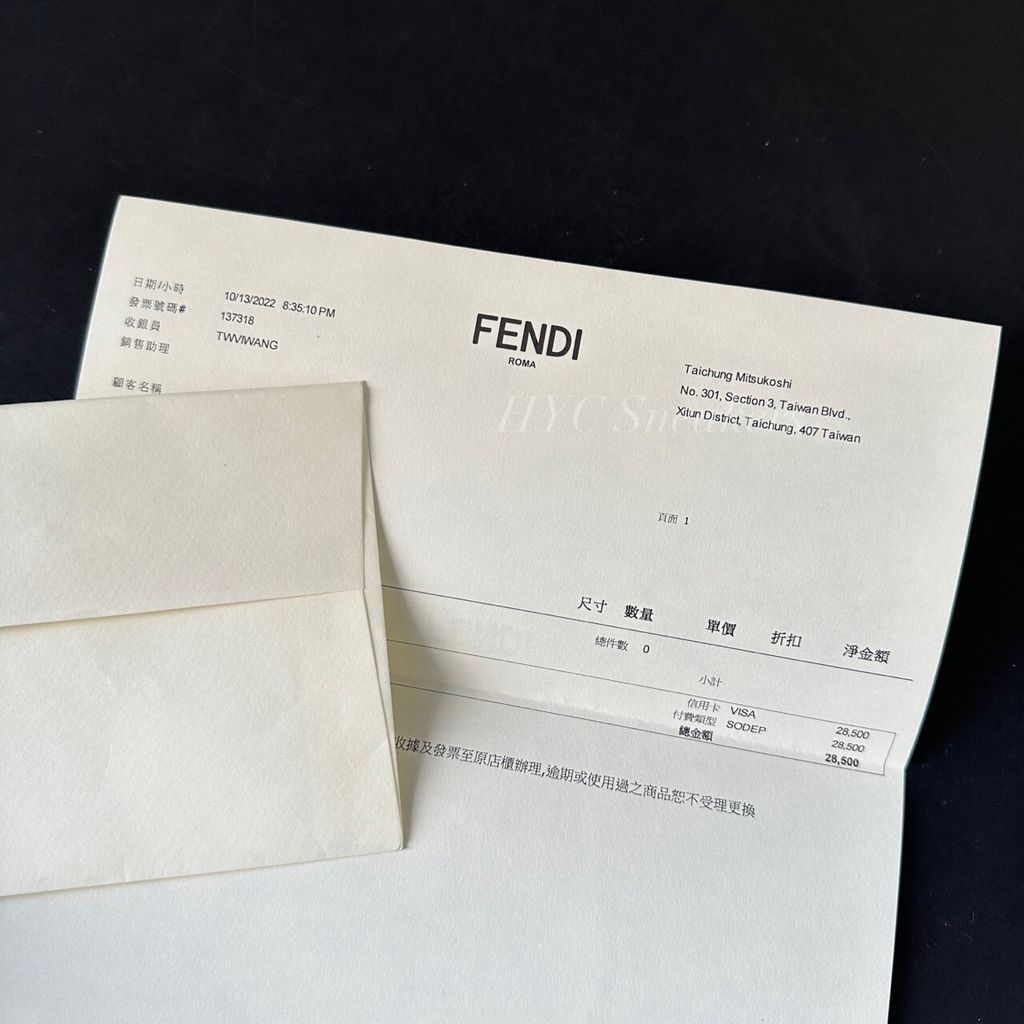 日期/小時 10/13/2022 8:35:10 PM
發票號碼# 137318
收銀員 TWVIWANG
銷售助理
顧客名稱
FENDI
ROMA
Taichung Mitsukoshi
No. 301, Section 3, Taiwan Blvd.,
Xitun District, Taichung, 407 Taiwan
HYC Sneakers
頁面 1
尺寸 數量 單價 折扣 淨金額
總件數 0
小計
信用卡 VISA 28,500
付費類型 SODEP 28,500
總金額 28,500
收據及發票至原店櫃辦理,逾期或使用過之商品恕不受理更換